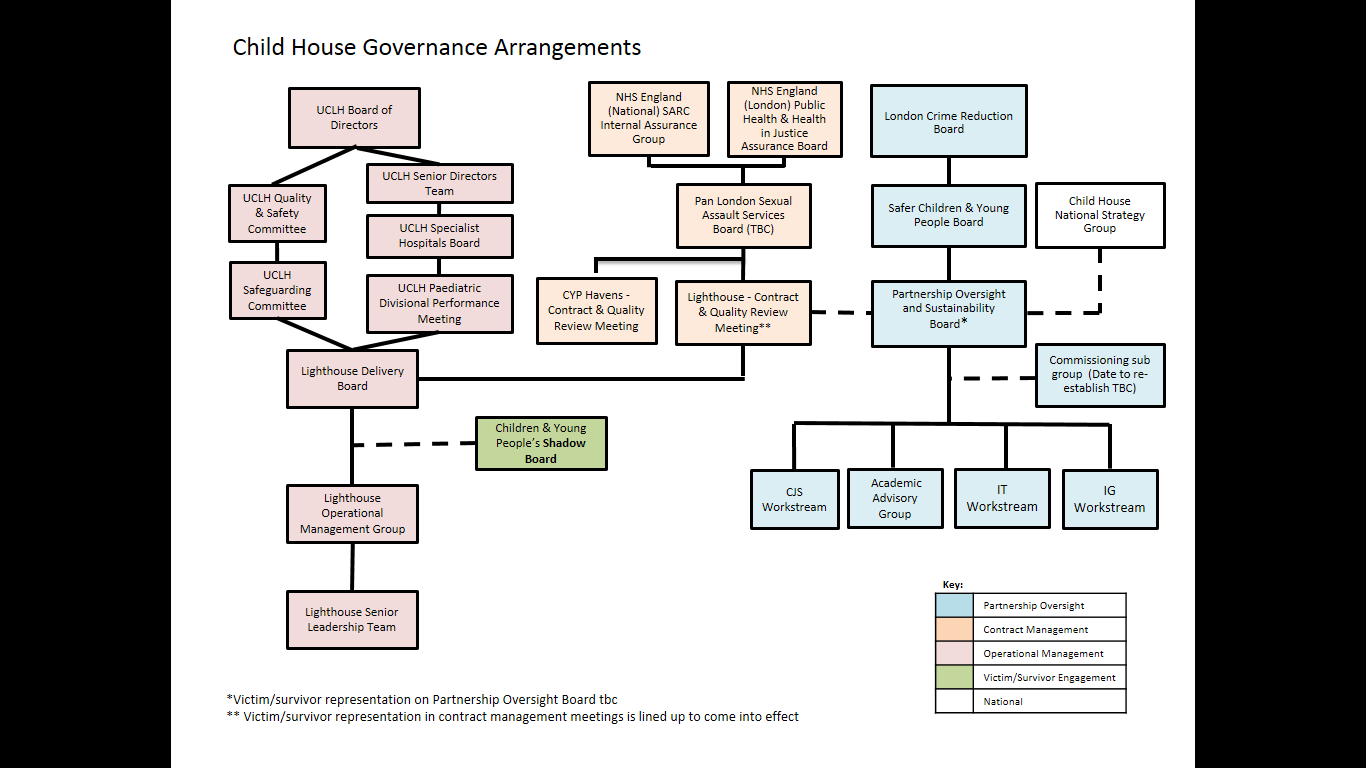 Child House Governance Arrangements
UCLH Board of
Directors
UCLH Quality
& Safety
Committee
UCLH
Safeguarding
Committee
UCLH Senior Directors
Team
UCLH Specialist
Hospitals Board
UCLH Paediatric
Divisional Performance
Meeting
Lighthouse Delivery
Board
Children & Young
People's Shadow
Board
Lighthouse
Operational
Management Group
Lighthouse Senior
Leadership Team
NHS England
(National) SARC
Internal Assurance
Group
NHS England
(London) Public
Health & Health
in Justice
Assurance Board
Pan London Sexual
Assault Services
Board (TBC)
CYP Havens -
Contract & Quality
Review Meeting
Lighthouse - Contract
& Quality Review
Meeting**
London Crime Reduction
Board
Safer Children & Young
People Board
Child House
National Strategy
Group
Partnership Oversight
and Sustainability
Board*
Commissioning sub
group (Date to re-
establish TBC)
CJS
Workstream
Academic
Advisory
Group
IT
Workstream
IG
Workstream
Key:
Partnership Oversight
Contract Management
Operational Management
Victim/Survivor Engagement
National
*Victim/survivor representation on Partnership Oversight Board tbc
** Victim/survivor representation in contract management meetings is lined up to come into effect